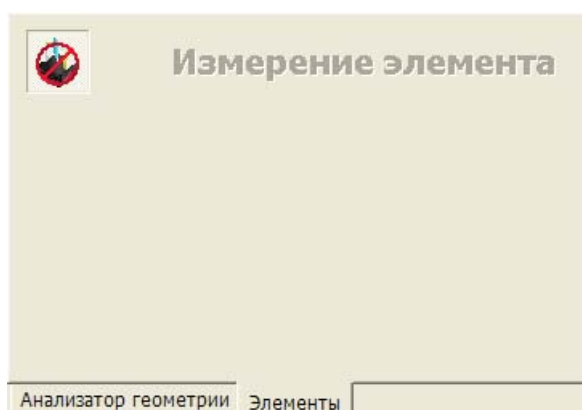 Измерение элемента
Анализатор геометрии Элементы